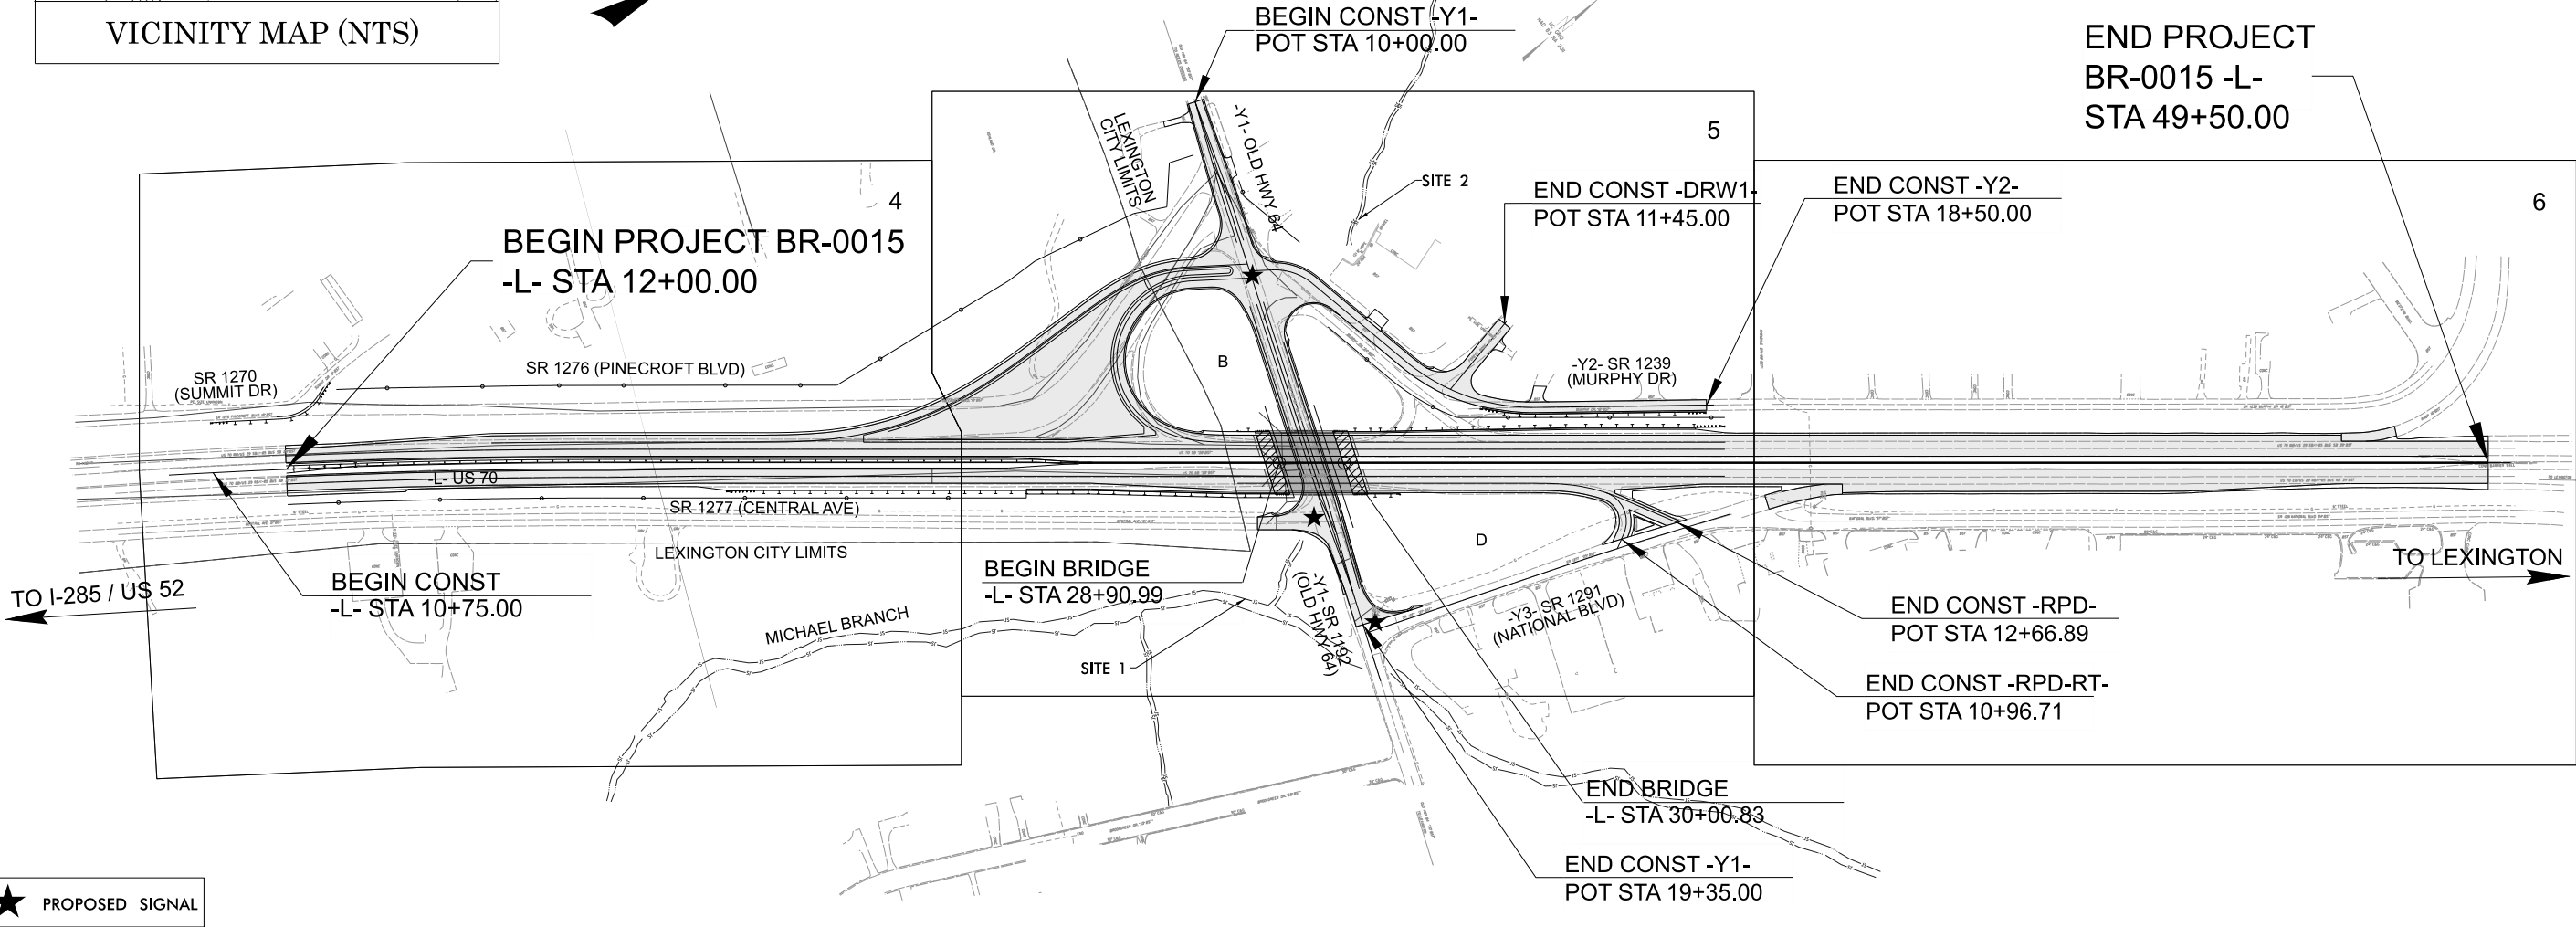 VICINITY MAP (NTS)
BEGIN CONST -Y1-
POT STA 10+00.00
END PROJECT
BR-0015 -L-
STA 49+50.00
4
5
6
LEXINGTON
CITY LIMITS
-Y1- OLD HWY 64
SITE 2
END CONST -DRW1-
POT STA 11+45.00
END CONST -Y2-
POT STA 18+50.00
BEGIN PROJECT BR-0015
-L- STA 12+00.00
SR 1270
(SUMMIT DR)
SR 1276 (PINECROFT BLVD)
B
-Y2- SR 1239
(MURPHY DR)
-L- US 70
SR 1277 (CENTRAL AVE)
LEXINGTON CITY LIMITS
D
TO I-285 / US 52
BEGIN CONST
-L- STA 10+75.00
BEGIN BRIDGE
-L- STA 28+90.99
TO LEXINGTON
MICHAEL BRANCH
SITE 1
-Y1- SR 1192
(OLD HWY 64)
-Y3- SR 1291
(NATIONAL BLVD)
END CONST -RPD-
POT STA 12+66.89
END CONST -RPD-RT-
POT STA 10+96.71
END BRIDGE
-L- STA 30+00.83
END CONST -Y1-
POT STA 19+35.00
PROPOSED SIGNAL